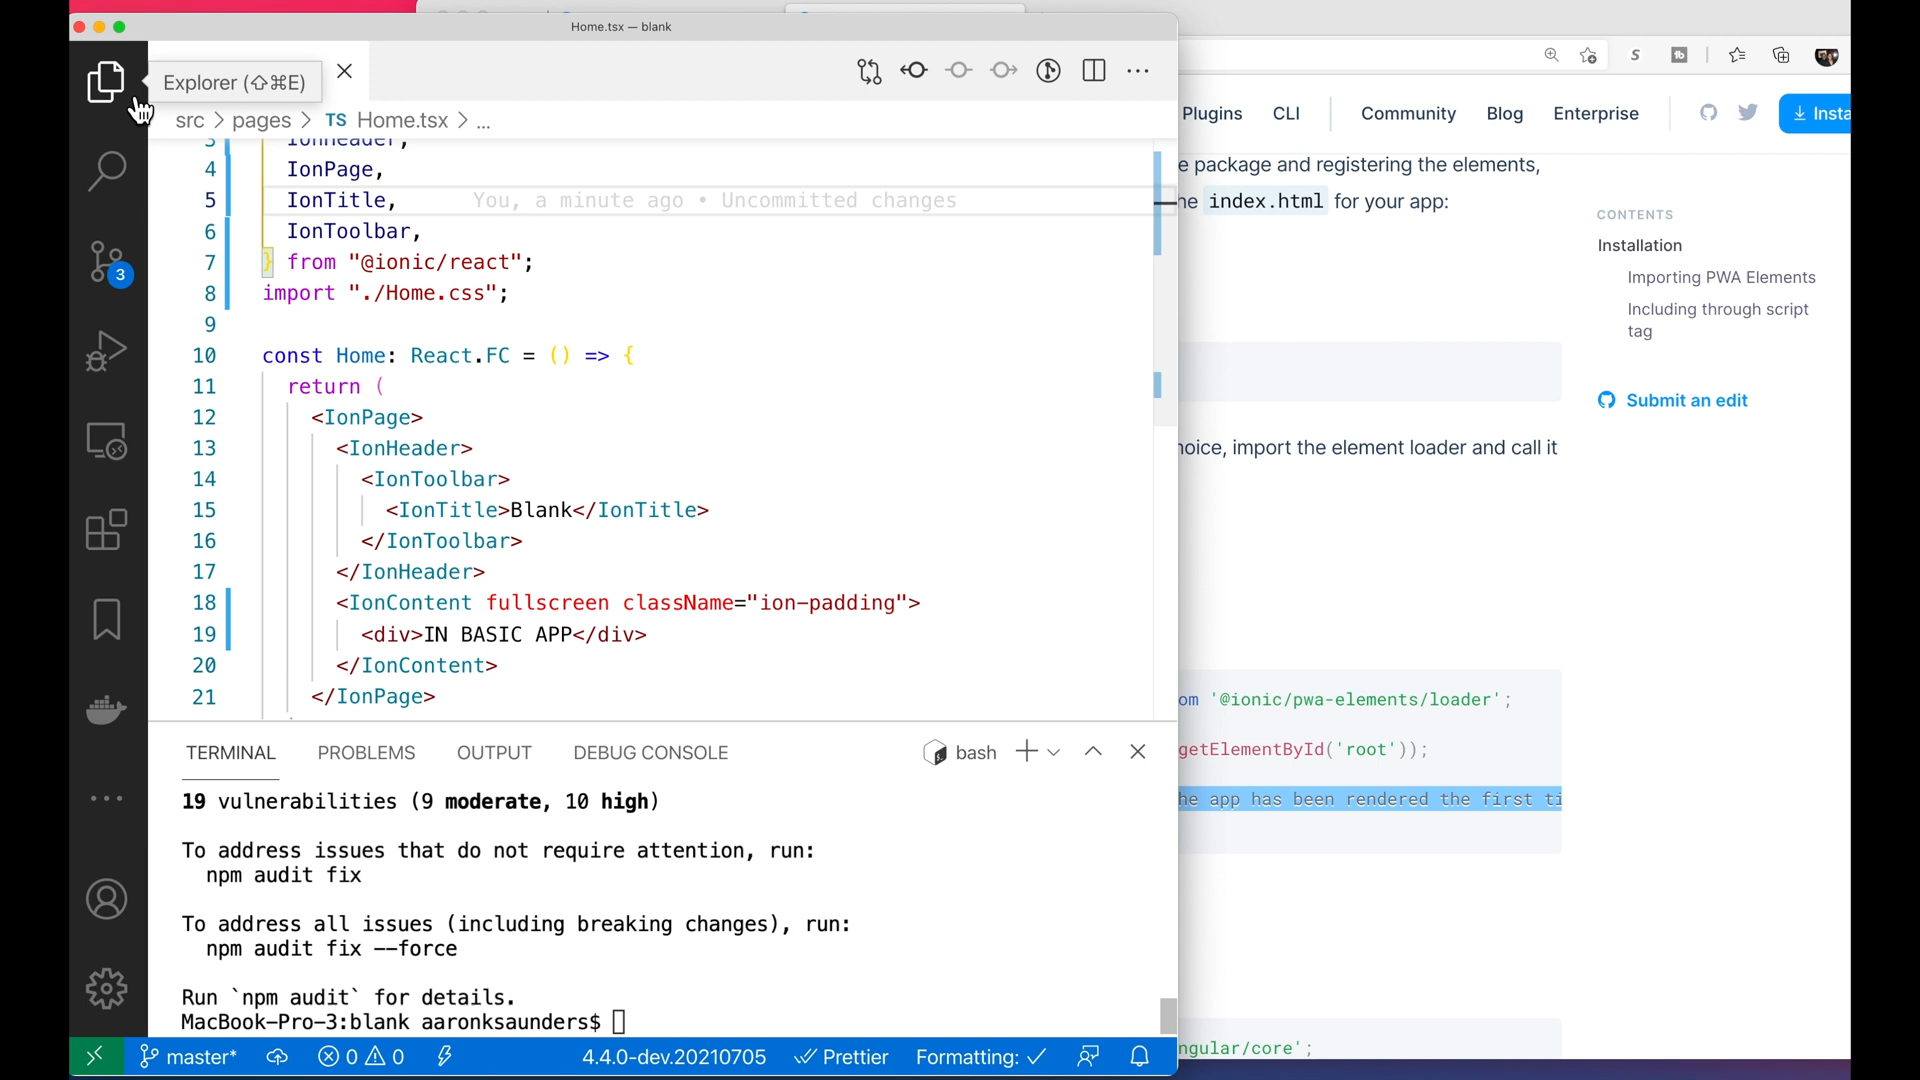 Home.tsx — blank
Explorer (⇧⌘E)
src > pages > TS Home.tsx > ...
3 IonHeader,
4 IonPage,
5 IonTitle, You, a minute ago • Uncommitted changes
6 IonToolbar,
7 } from "@ionic/react";
8 import "./Home.css";
9
10 const Home: React.FC = () => {
11 return (
12 <IonPage>
13 <IonHeader>
14 <IonToolbar>
15 <IonTitle>Blank</IonTitle>
16 </IonToolbar>
17 </IonHeader>
18 <IonContent fullscreen className="ion-padding">
19 <div>IN BASIC APP</div>
20 </IonContent>
21 </IonPage>
3
TERMINAL PROBLEMS OUTPUT DEBUG CONSOLE bash
19 vulnerabilities (9 moderate, 10 high)
To address issues that do not require attention, run:
npm audit fix
To address all issues (including breaking changes), run:
npm audit fix --force
Run `npm audit` for details.
MacBook-Pro-3:blank aaronksaunders$
master* 0 0 4.4.0-dev.20210705 Prettier Formatting: ✓
Plugins CLI Community Blog Enterprise Insta
e package and registering the elements,
he index.html for your app:
CONTENTS
Installation
Importing PWA Elements
Including through script
tag
Submit an edit
hoice, import the element loader and call it
om '@ionic/pwa-elements/loader';
getElementById('root'));
he app has been rendered the first ti
ngular/core';